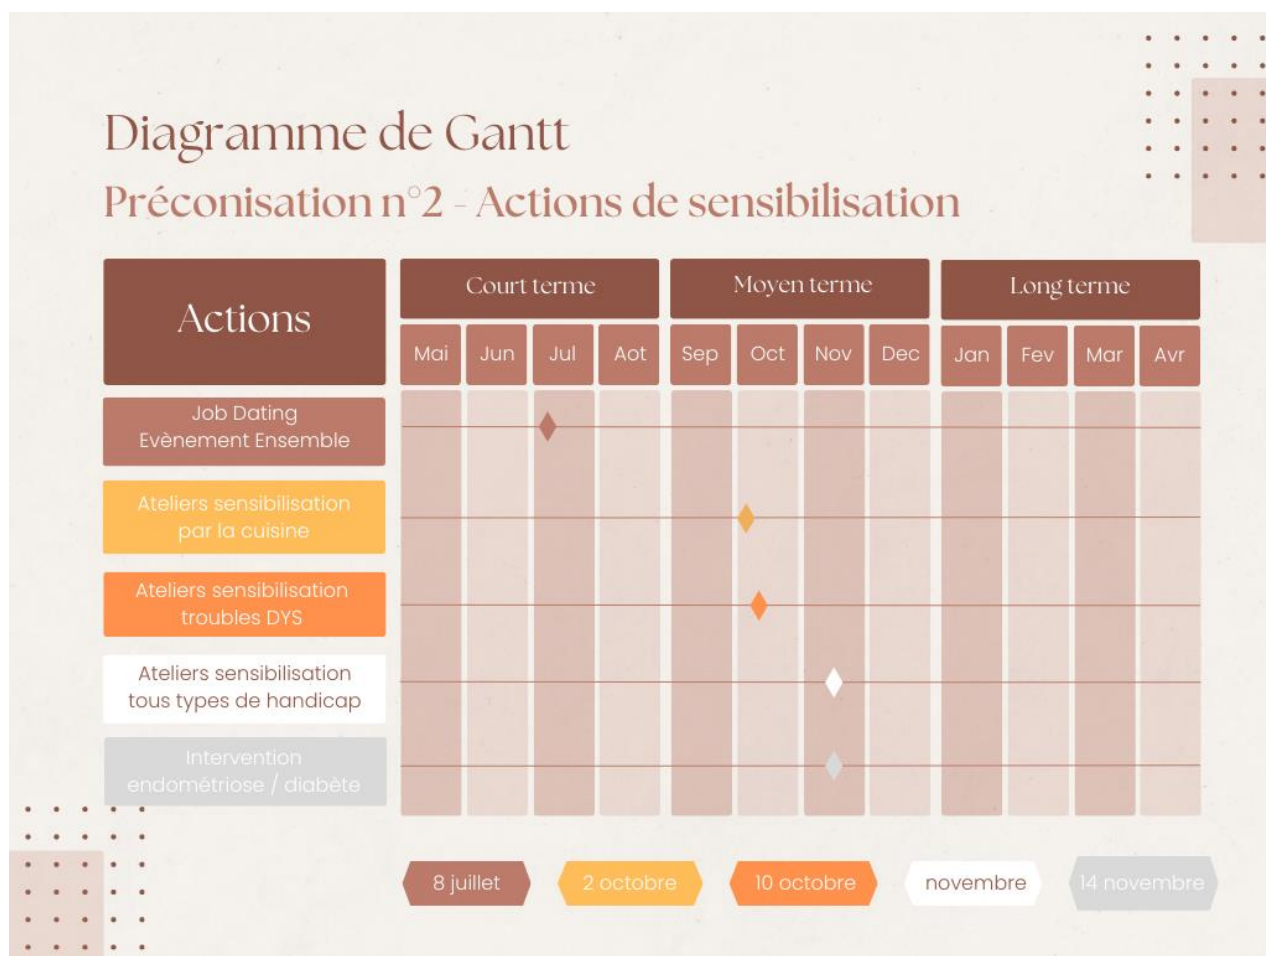 Diagramme de Gantt
Préconisation n°2 - Actions de sensibilisation
Actions
Court terme
Moyen terme
Long terme
Mai
Jun
Jul
Aot
Sep
Oct
Nov
Dec
Jan
Fev
Mar
Avr
Job Dating
Evènement Ensemble
Ateliers sensibilisation
par la cuisine
Ateliers sensibilisation
troubles DYS
Ateliers sensibilisation
tous types de handicap
Intervention
endométriose / diabète
8 juillet
2 octobre
10 octobre
novembre
14 novembre